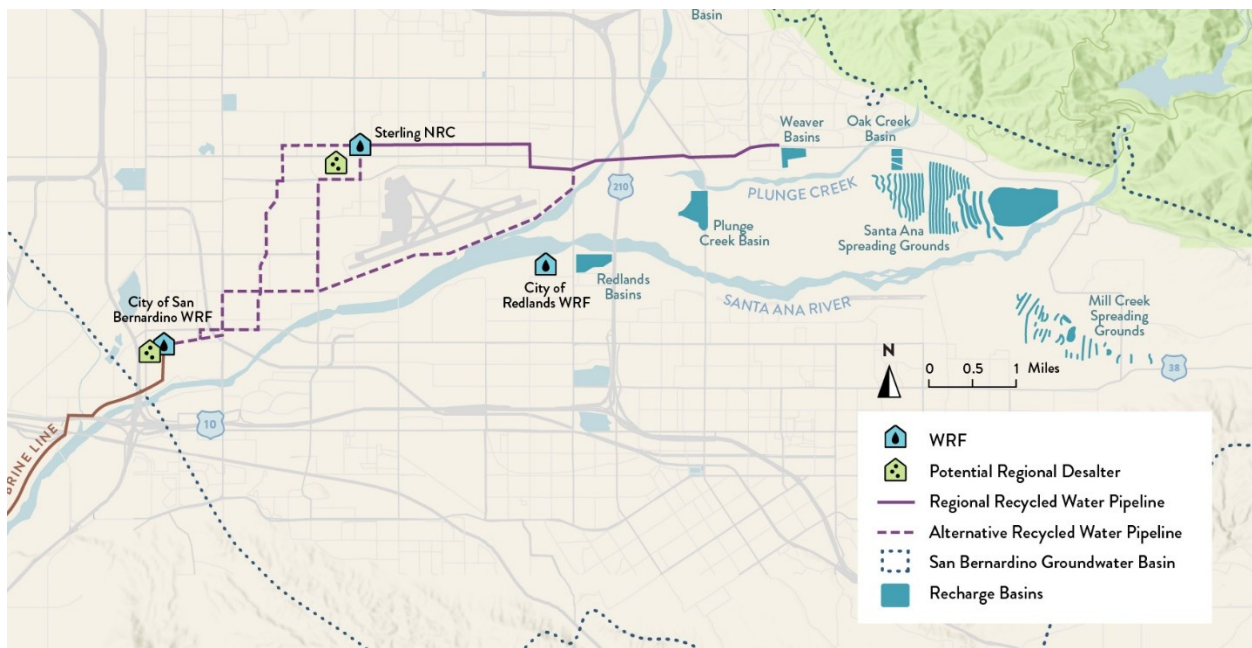 Basin
Sterling NRC
Weaver
Basins
Oak Creek
Basin
210
PLUNGE CREEK
Plunge
Creek Basin
Santa Ana
Spreading Grounds
City of
Redlands WRF
Redlands
Basins
SANTA ANA RIVER
City of San
Bernardino WRF
Mill Creek
Spreading
Grounds
38
10
BRINE LINE
N
0 0.5 1 Miles
WRF
Potential Regional Desalter
Regional Recycled Water Pipeline
Alternative Recycled Water Pipeline
San Bernardino Groundwater Basin
Recharge Basins